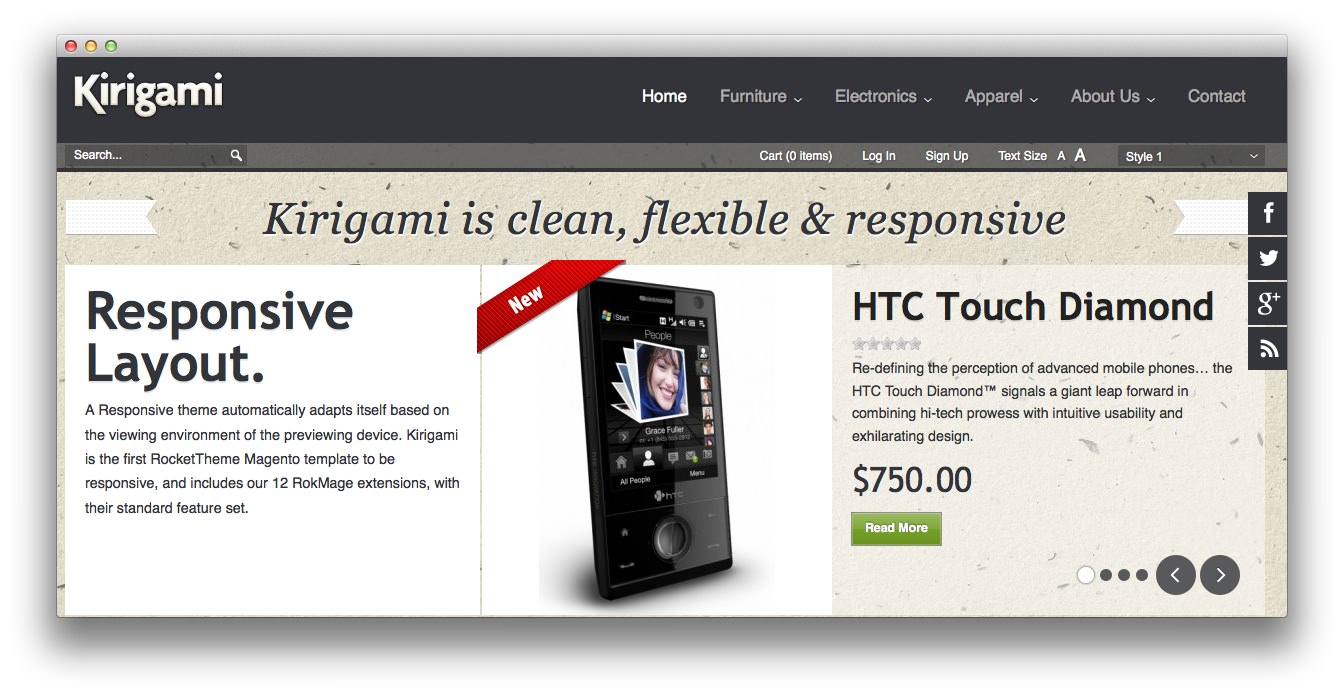 Kirigami
Home Furniture Electronics Apparel About Us Contact
Search...
Cart (0 items) Log In Sign Up Text Size A A Style 1
Kirigami is clean, flexible & responsive
Responsive
Layout.
A Responsive theme automatically adapts itself based on
the viewing environment of the previewing device. Kirigami
is the first RocketTheme Magento template to be
responsive, and includes our 12 RokMage extensions, with
their standard feature set.
New
Start
People
Grace Fuller
All People Menu
hTC
HTC Touch Diamond
Re-defining the perception of advanced mobile phones… the
HTC Touch Diamond™ signals a giant leap forward in
combining hi-tech prowess with intuitive usability and
exhilarating design.
$750.00
Read More
f
g+